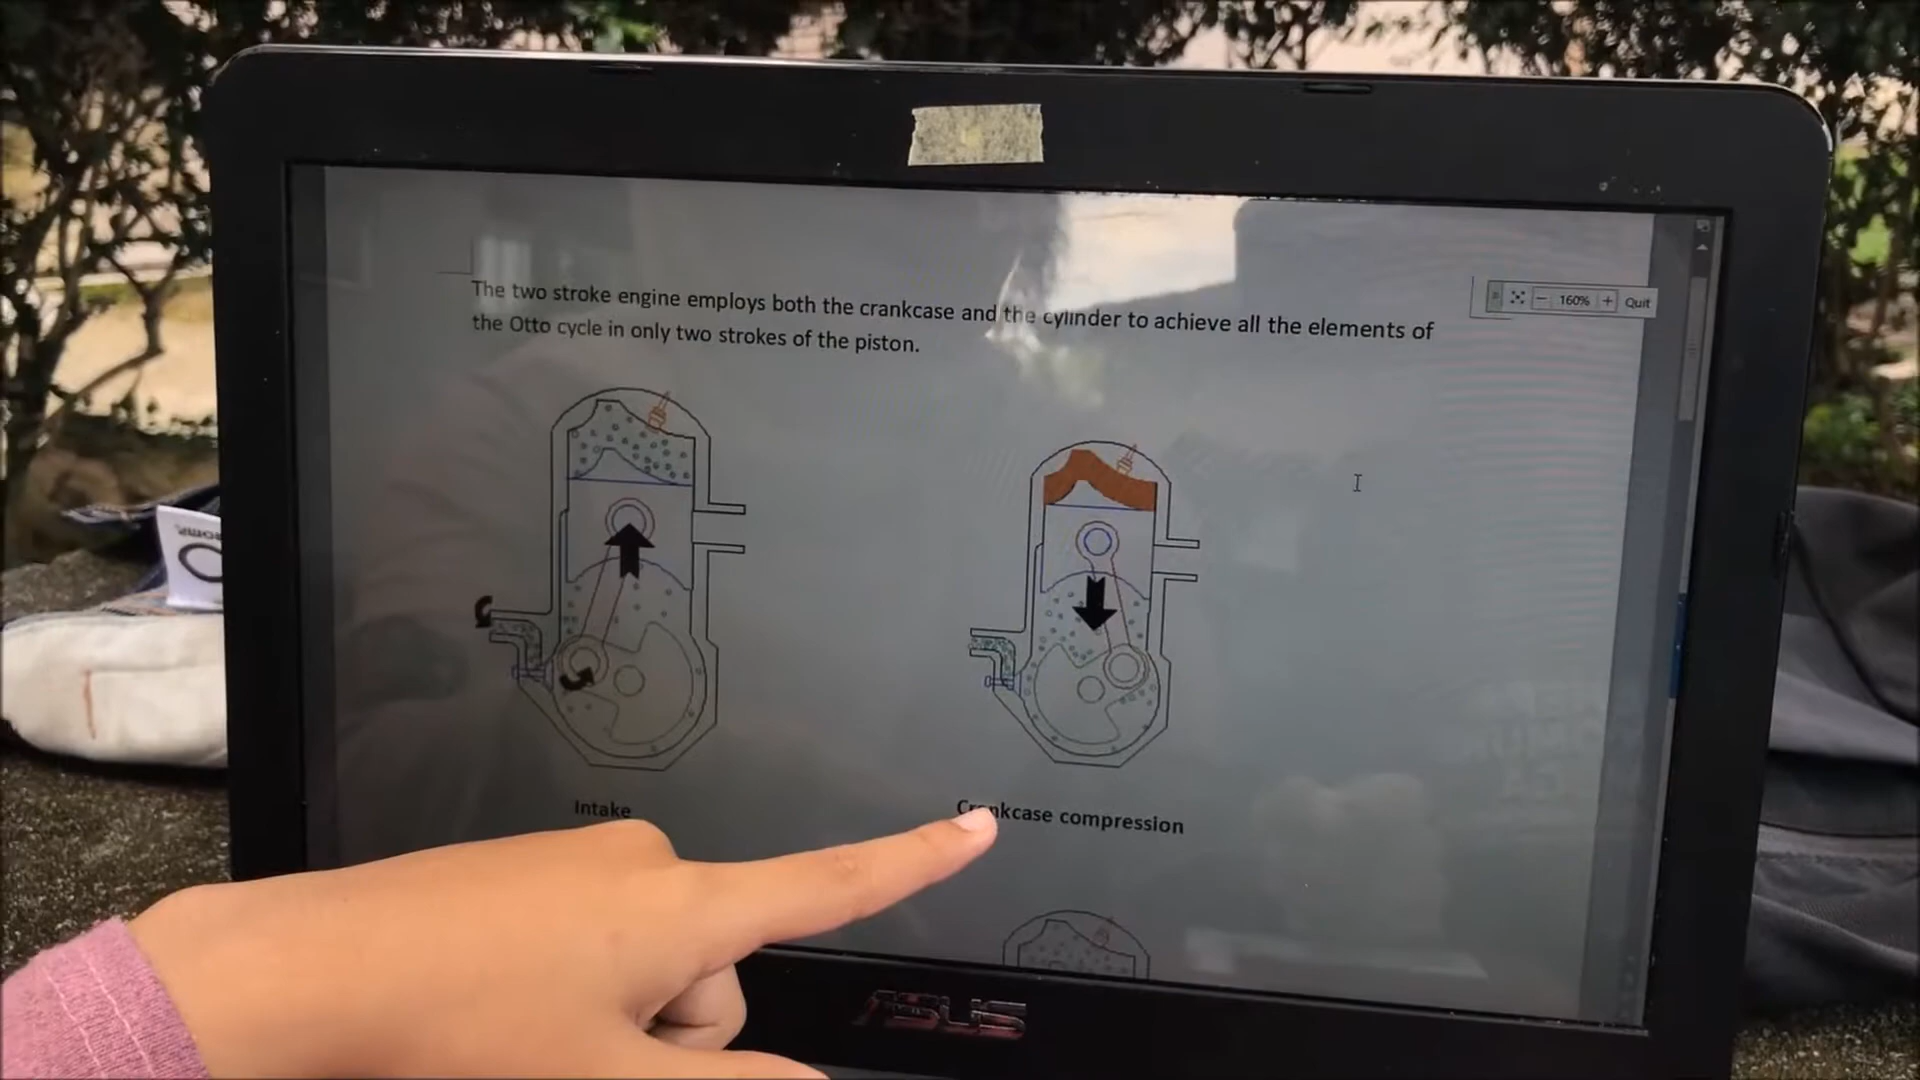 The two stroke engine employs both the crankcase and the cylinder to achieve all the elements of
the Otto cycle in only two strokes of the piston.
160% + Quit
Intake
Crankcase compression
ASUS